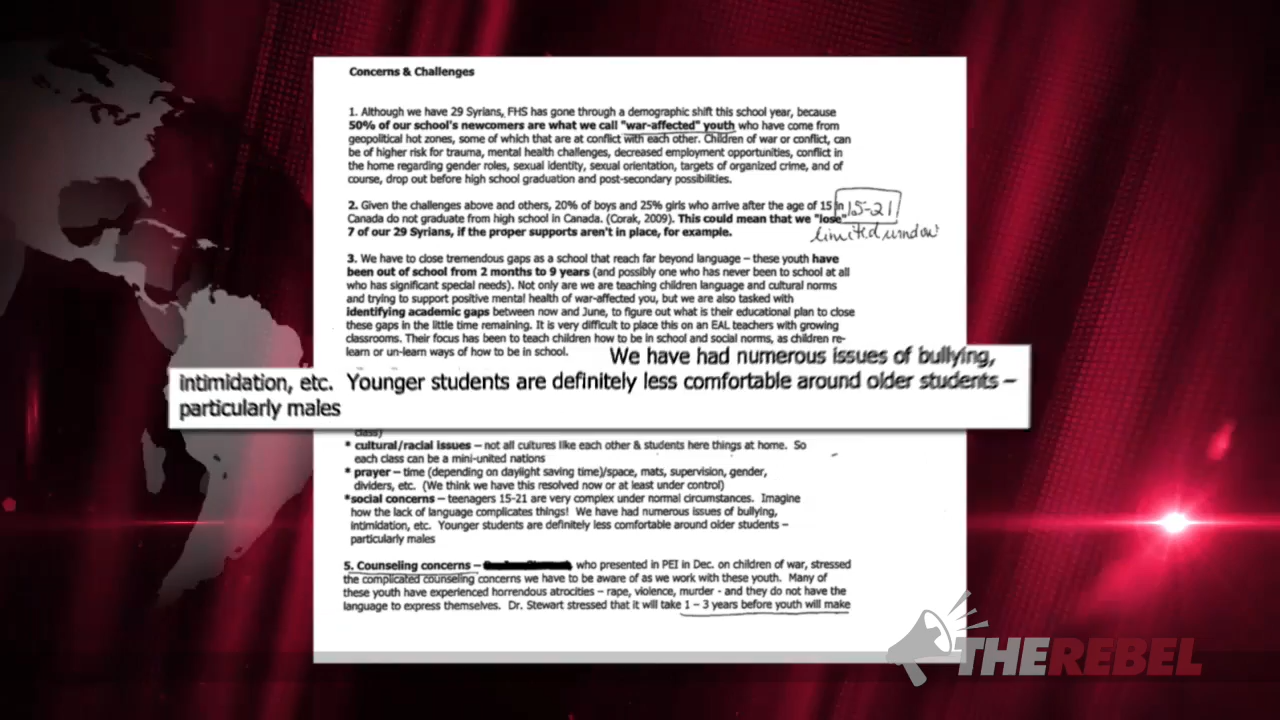 Concerns & Challenges
1. Although we have 29 Syrians, FHS has gone through a demographic shift this school year, because
50% of our school's newcomers are what we call "war-affected" youth who have come from
geopolitical hot zones, some of which that are at conflict with each other. Children of war or conflict, can
be of higher risk for trauma, mental health challenges, decreased employment opportunities, conflict in
the home regarding gender roles, sexual identity, sexual orientation, targets of organized crime, and of
course, drop out before high school graduation and post-secondary possibilities.
2. Given the challenges above and others, 20% of boys and 25% girls who arrive after the age of 15 in
15-21
Canada do not graduate from high school in Canada. (Corak, 2009). This could mean that we "lose"
7 of our 29 Syrians, if the proper supports aren't in place, for example.
limited window
3. We have to close tremendous gaps as a school that reach far beyond language – these youth have
been out of school from 2 months to 9 years (and possibly one who has never been to school at all
who has significant special needs). Not only are we are teaching children language and cultural norms
and trying to support positive mental health of war-affected you, but we are also tasked with
identifying academic gaps between now and June, to figure out what is their educational plan to close
these gaps in the little time remaining. It is very difficult to place this on an EAL teachers with growing
classrooms. Their focus has been to teach children how to be in school and social norms, as children re-
learn or un-learn ways of how to be in school.
We have had numerous issues of bullying,
intimidation, etc. Younger students are definitely less comfortable around older students –
particularly males
class)
* cultural/racial issues – not all cultures like each other & students here things at home. So
each class can be a mini-united nations
* prayer – time (depending on daylight saving time)/space, mats, supervision, gender,
dividers, etc. (We think we have this resolved now or at least under control)
*social concerns – teenagers 15-21 are very complex under normal circumstances. Imagine
how the lack of language complicates things! We have had numerous issues of bullying,
intimidation, etc. Younger students are definitely less comfortable around older students –
particularly males
5. Counseling concerns – who presented in PEI in Dec. on children of war, stressed
the complicated counseling concerns we have to be aware of as we work with these youth. Many of
these youth have experienced horrendous atrocities – rape, violence, murder - and they do not have the
language to express themselves. Dr. Stewart stressed that it will take 1 – 3 years before youth will make
THEREBEL